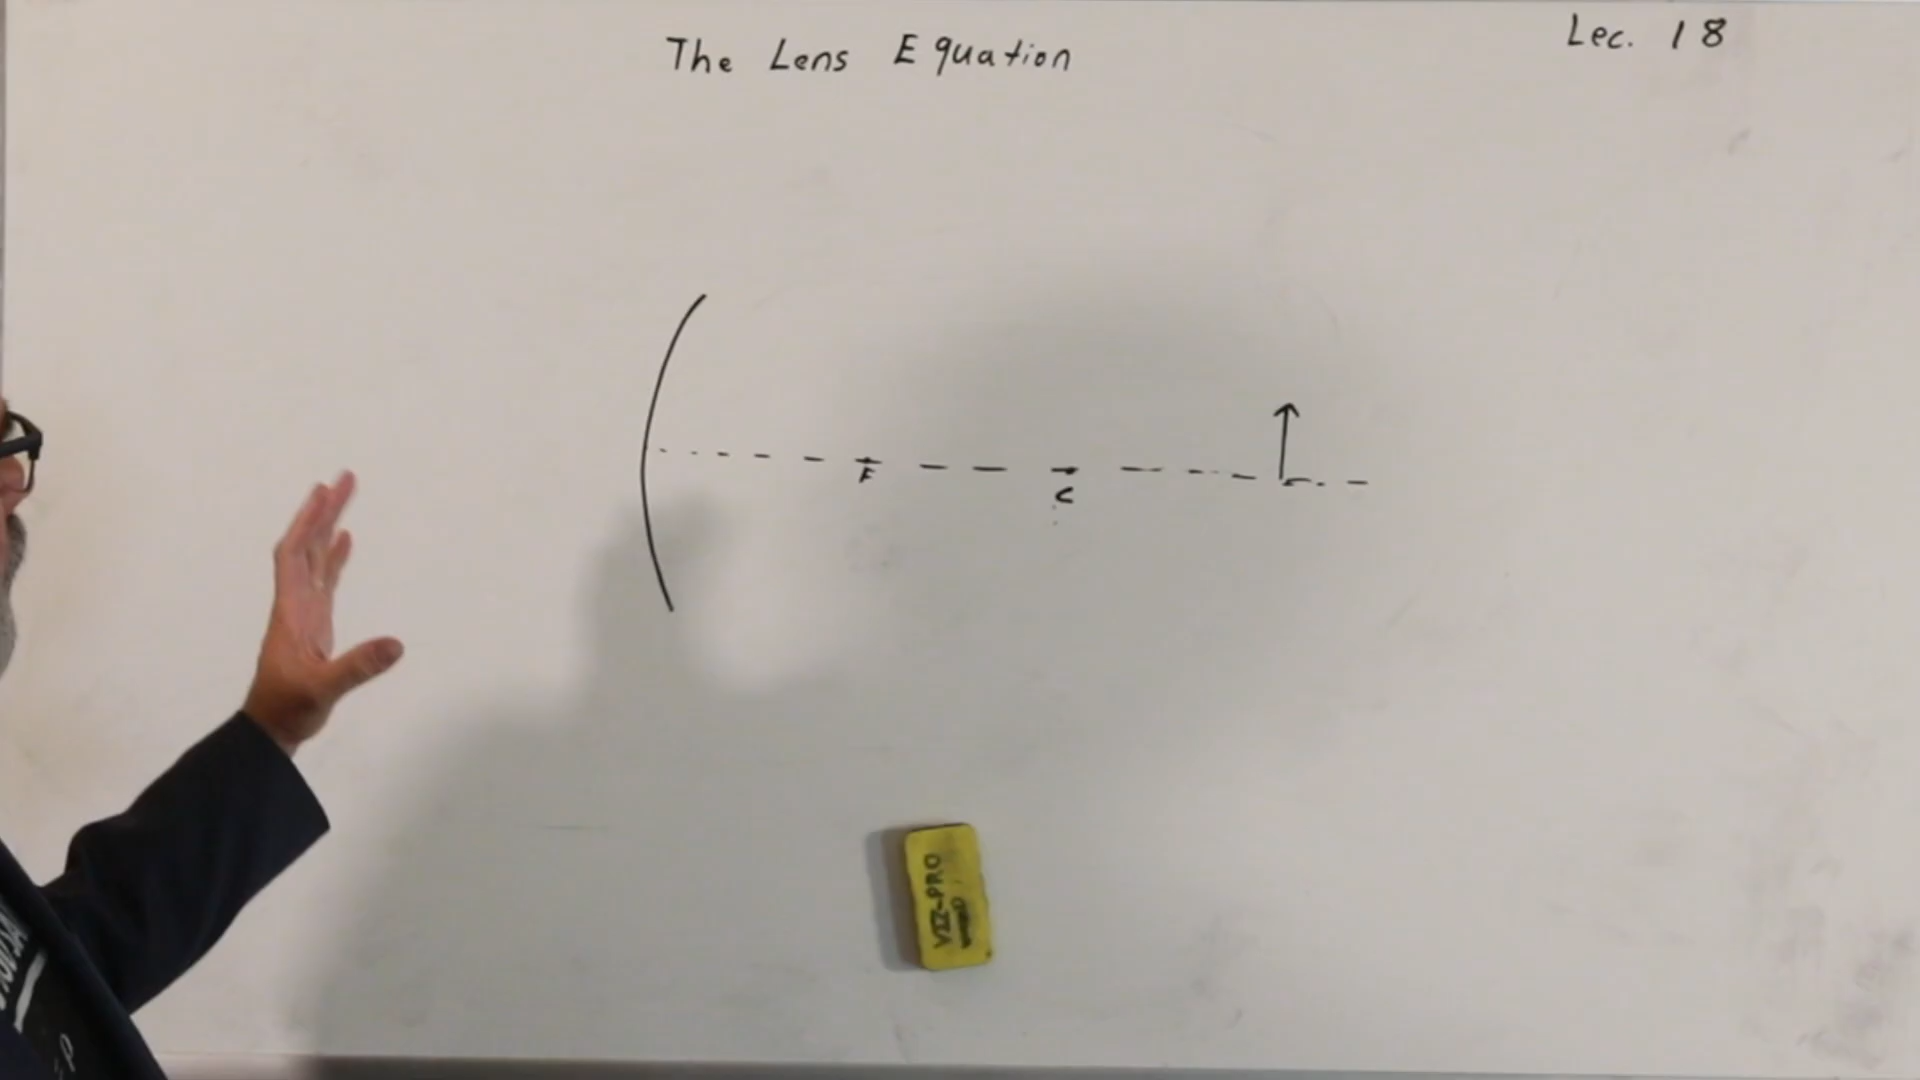 The Lens Equation
Lec. 18
F
C
VIZ-PRO